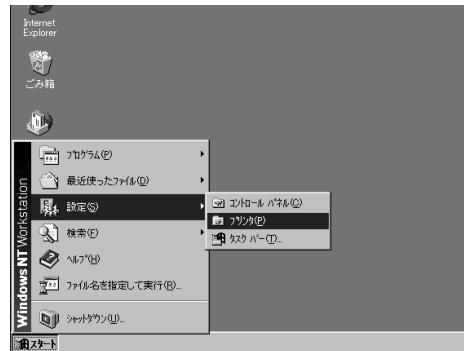 Internet
Explorer
ごみ箱
Windows NT Workstation
ﾌﾟﾛｸﾞﾗﾑ(P)
最近使ったﾌｧｲﾙ(D)
設定(S)
検索(F)
ﾍﾙﾌﾟ(H)
ﾌｧｲﾙ名を指定して実行(R)...
ｼｬｯﾄﾀﾞｳﾝ(U)...
ｺﾝﾄﾛｰﾙ ﾊﾟﾈﾙ(C)
ﾌﾟﾘﾝﾀ(P)
ﾀｽｸ ﾊﾞｰ(T)...
ｽﾀｰﾄ